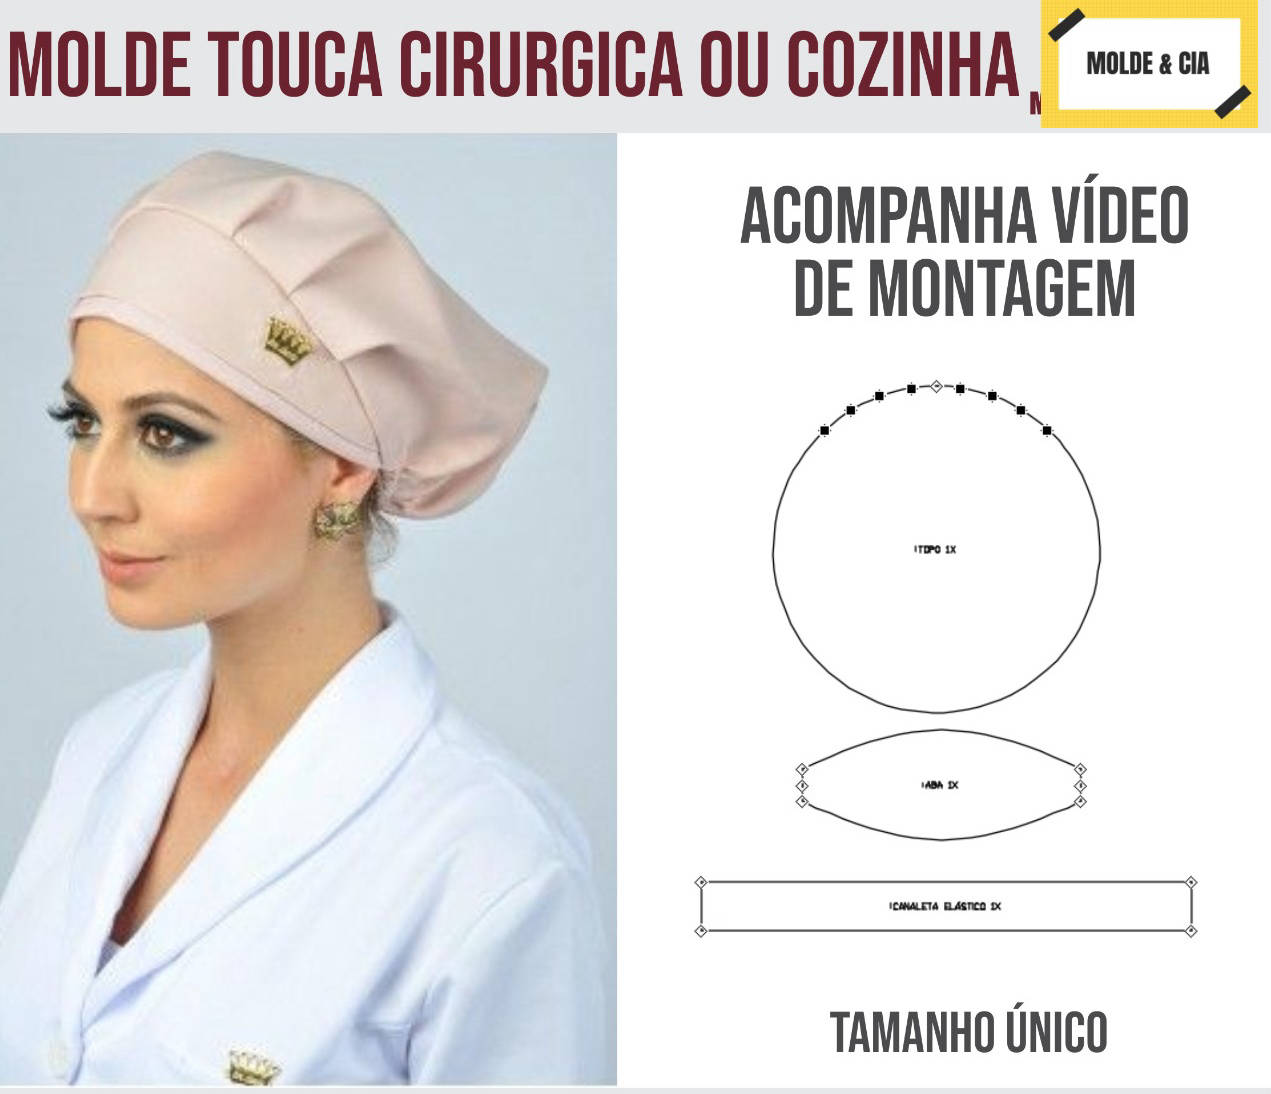 MOLDE TOUCA CIRURGICA OU COZINHA
MOLDE & CIA
ACOMPANHA VÍDEO
DE MONTAGEM
TOPO 1X
ABA 1X
CANALETA ELÁSTICO 1X
TAMANHO ÚNICO